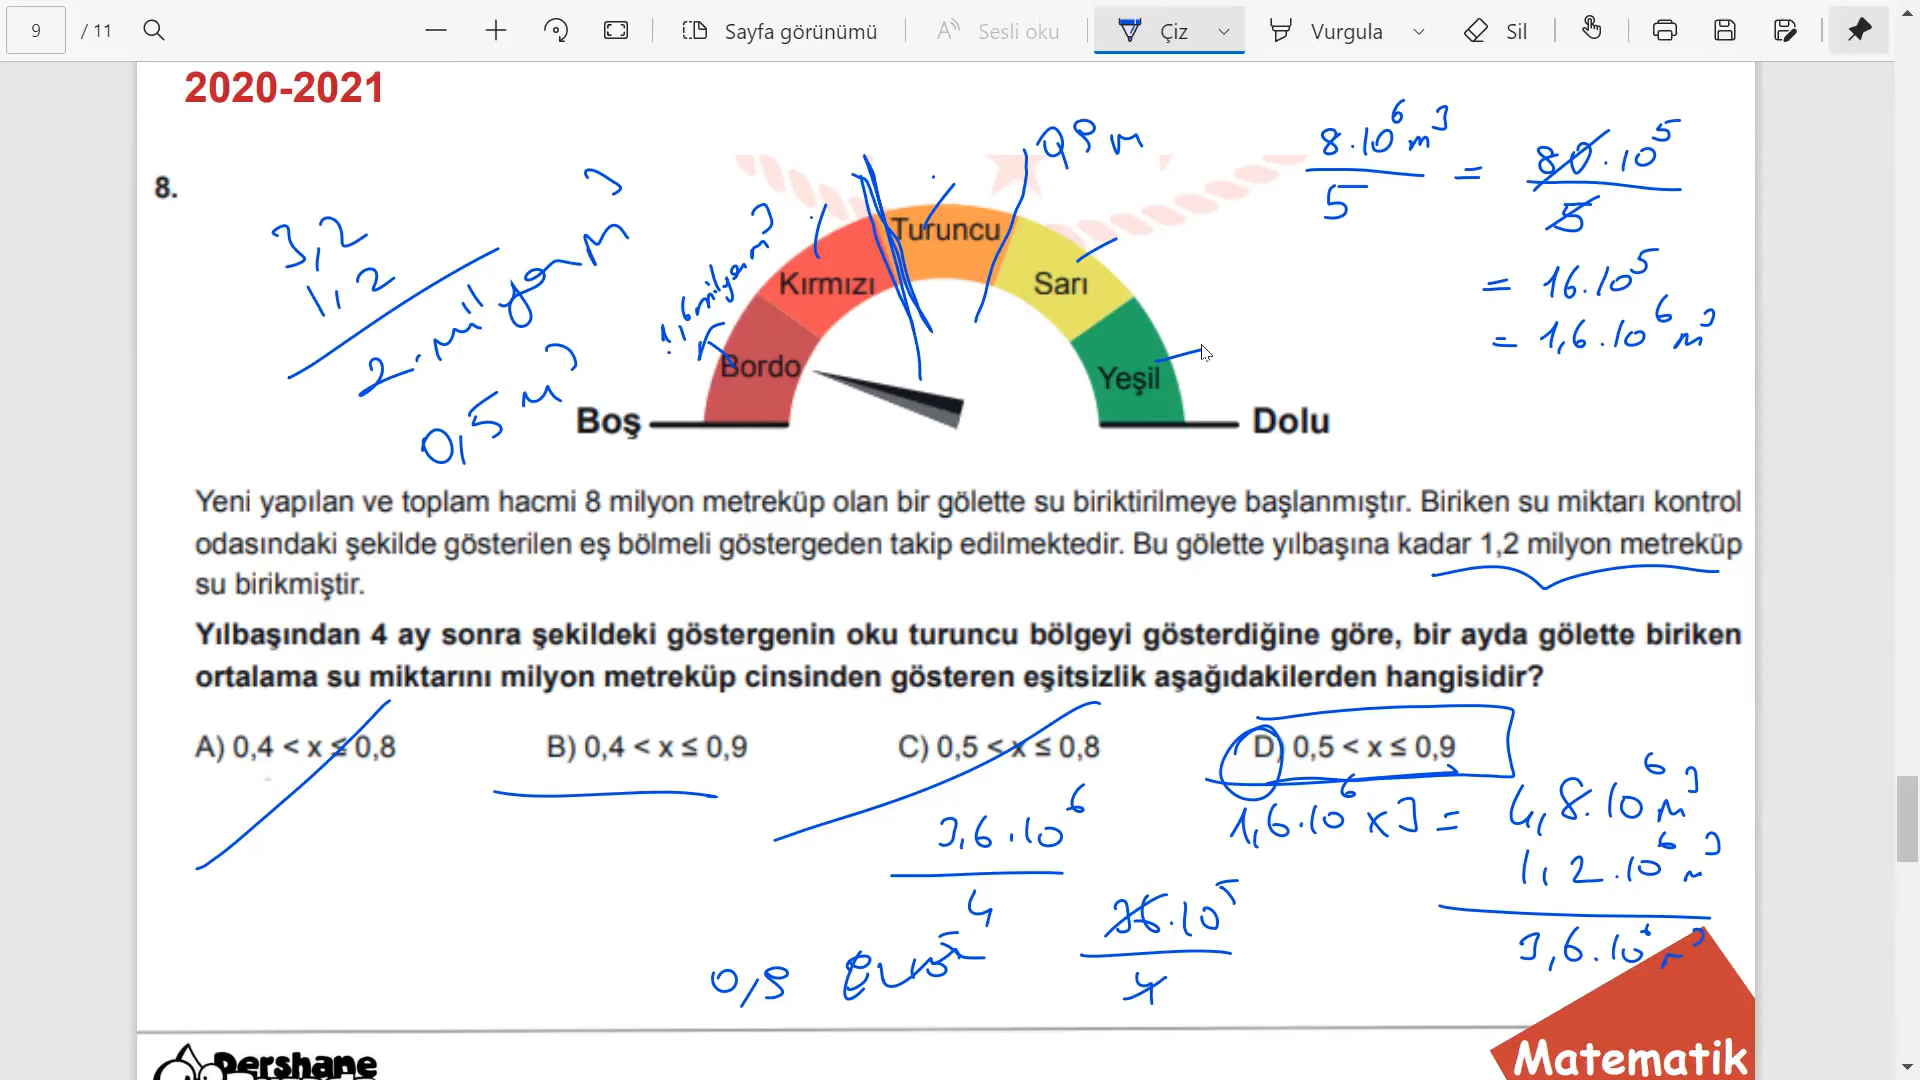 9 / 11 Sayfa görünümü Sesli oku Çiz Vurgula Sil
2020-2021
8.
3,2
1,2
2 milyon m³
0,5 m³
1,6 milyon m³
Turuncu
Kırmızı
Sarı
Bordo
Yeşil
Boş
Dolu
0,9 m
8.10⁶ m³ / 5 = 80.10⁵ / 5
= 16.10⁵
= 1,6.10⁶ m³
Yeni yapılan ve toplam hacmi 8 milyon metreküp olan bir gölette su biriktirilmeye başlanmıştır. Biriken su miktarı kontrol
odasındaki şekilde gösterilen eş bölmeli göstergeden takip edilmektedir. Bu gölette yılbaşına kadar 1,2 milyon metreküp
su birikmiştir.
Yılbaşından 4 ay sonra şekildeki göstergenin oku turuncu bölgeyi gösterdiğine göre, bir ayda gölette biriken
ortalama su miktarını milyon metreküp cinsinden gösteren eşitsizlik aşağıdakilerden hangisidir?
A) 0,4 < x ≤ 0,8 B) 0,4 < x ≤ 0,9 C) 0,5 < x ≤ 0,8 D) 0,5 < x ≤ 0,9
1,6.10⁶ x 3 = 4,8.10⁶ m³
1,2.10⁶ m³
3,6.10⁶ m³
3,6.10⁶
4
36.10⁵
4
0,9
Dershane
Matematik